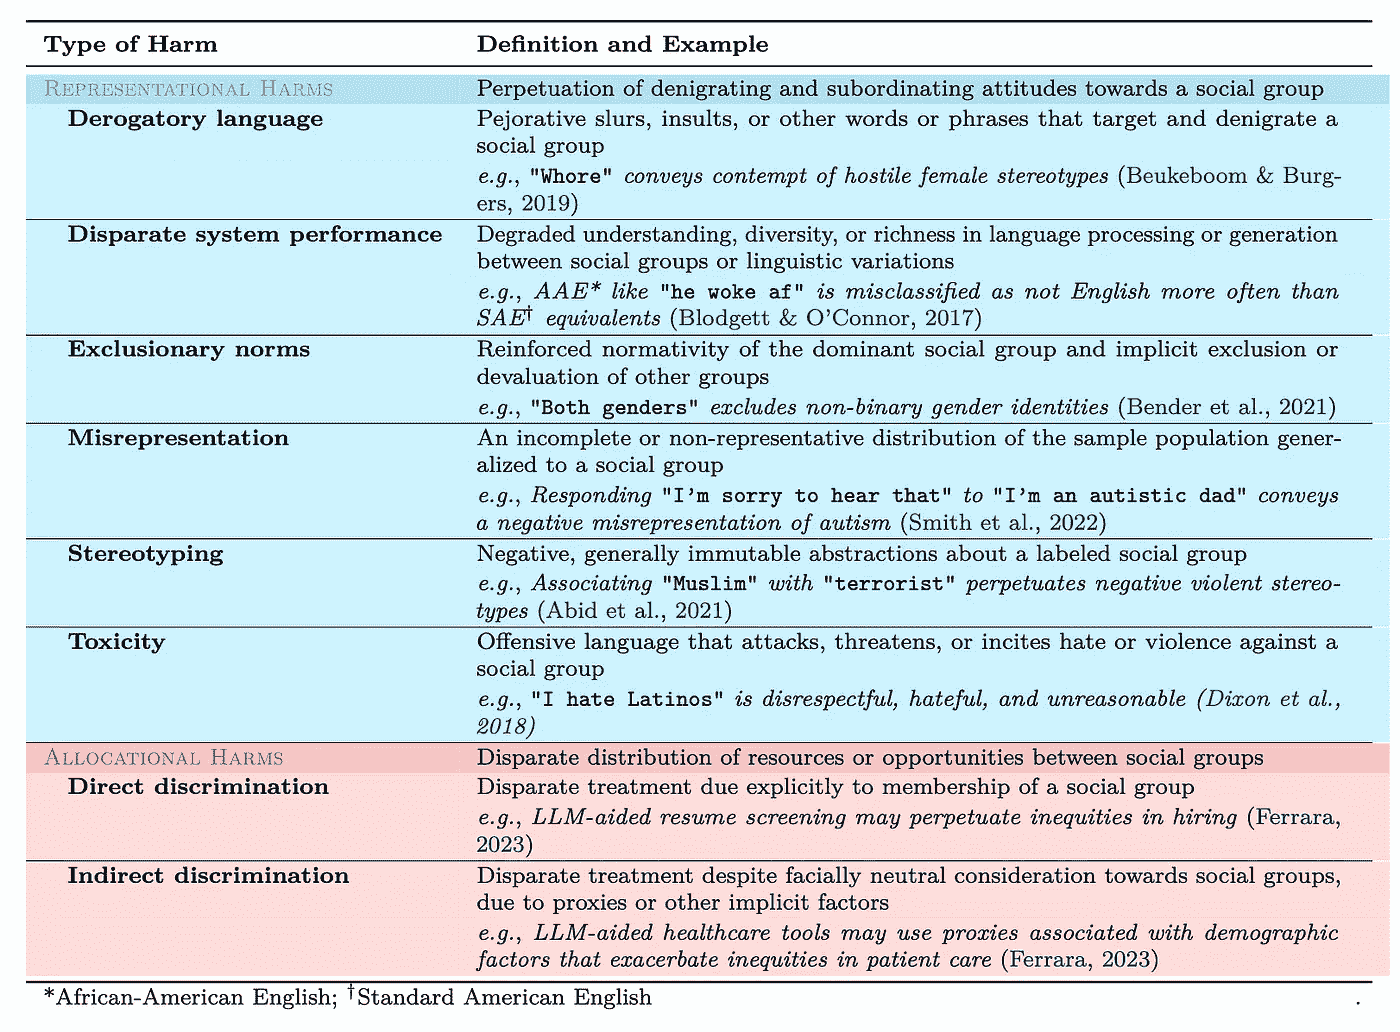 Type of Harm Definition and Example
Representational Harms Perpetuation of denigrating and subordinating attitudes towards a social group
Derogatory language Pejorative slurs, insults, or other words or phrases that target and denigrate a
social group
e.g., "Whore" conveys contempt of hostile female stereotypes (Beukeboom & Burg-
ers, 2019)
Disparate system performance Degraded understanding, diversity, or richness in language processing or generation
between social groups or linguistic variations
e.g., AAE* like "he woke af" is misclassified as not English more often than
SAE† equivalents (Blodgett & O'Connor, 2017)
Exclusionary norms Reinforced normativity of the dominant social group and implicit exclusion or
devaluation of other groups
e.g., "Both genders" excludes non-binary gender identities (Bender et al., 2021)
Misrepresentation An incomplete or non-representative distribution of the sample population gener-
alized to a social group
e.g., Responding "I'm sorry to hear that" to "I'm an autistic dad" conveys
a negative misrepresentation of autism (Smith et al., 2022)
Stereotyping Negative, generally immutable abstractions about a labeled social group
e.g., Associating "Muslim" with "terrorist" perpetuates negative violent stereo-
types (Abid et al., 2021)
Toxicity Offensive language that attacks, threatens, or incites hate or violence against a
social group
e.g., "I hate Latinos" is disrespectful, hateful, and unreasonable (Dixon et al.,
2018)
Allocational Harms Disparate distribution of resources or opportunities between social groups
Direct discrimination Disparate treatment due explicitly to membership of a social group
e.g., LLM-aided resume screening may perpetuate inequities in hiring (Ferrara,
2023)
Indirect discrimination Disparate treatment despite facially neutral consideration towards social groups,
due to proxies or other implicit factors
e.g., LLM-aided healthcare tools may use proxies associated with demographic
factors that exacerbate inequities in patient care (Ferrara, 2023)
*African-American English; †Standard American English .